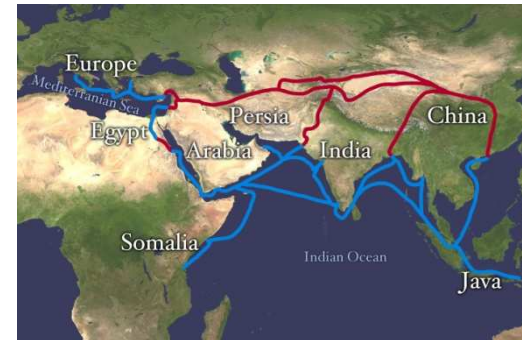 Europe
Mediterranean Sea
Egypt
Persia
Arabia
India
China
Somalia
Indian Ocean
Java